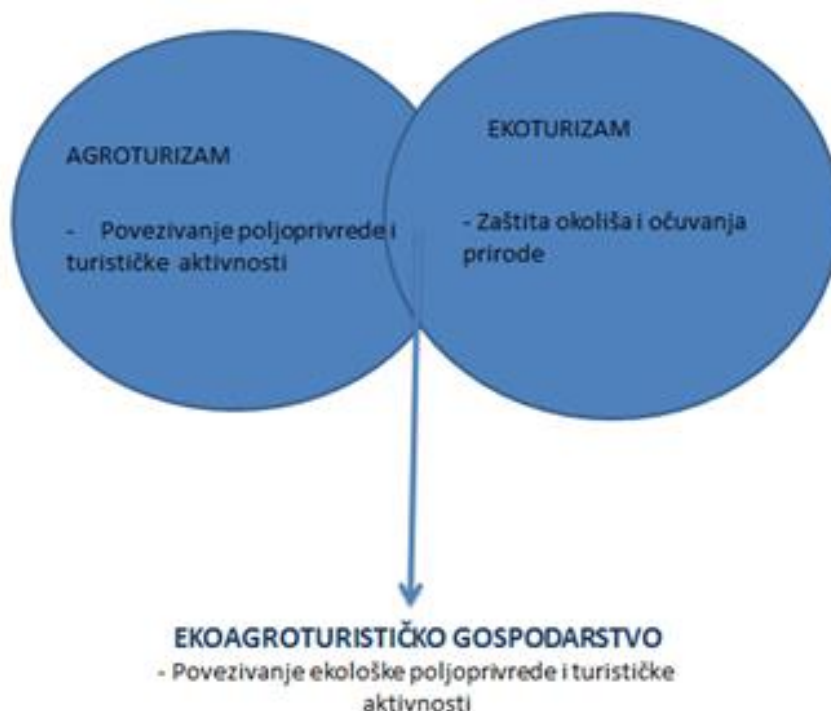 AGROTURIZAM
- Povezivanje poljoprivrede i
turističke aktivnosti
EKOTURIZAM
- Zaštita okoliša i očuvanja
prirode
EKOAGROTURISTIČKO GOSPODARSTVO
- Povezivanje ekološke poljoprivrede i turističke
aktivnosti